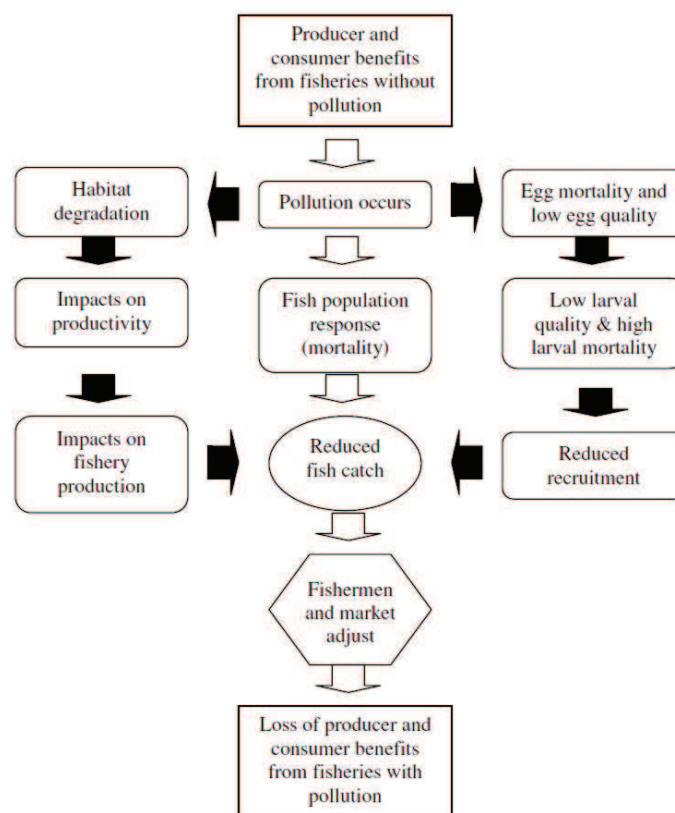 Producer and
consumer benefits
from fisheries without
pollution
Habitat
degradation
Pollution occurs
Egg mortality and
low egg quality
Impacts on
productivity
Fish population
response
(mortality)
Low larval
quality & high
larval mortality
Impacts on
fishery
production
Reduced
fish catch
Reduced
recruitment
Fishermen
and market
adjust
Loss of producer and
consumer benefits
from fisheries with
pollution